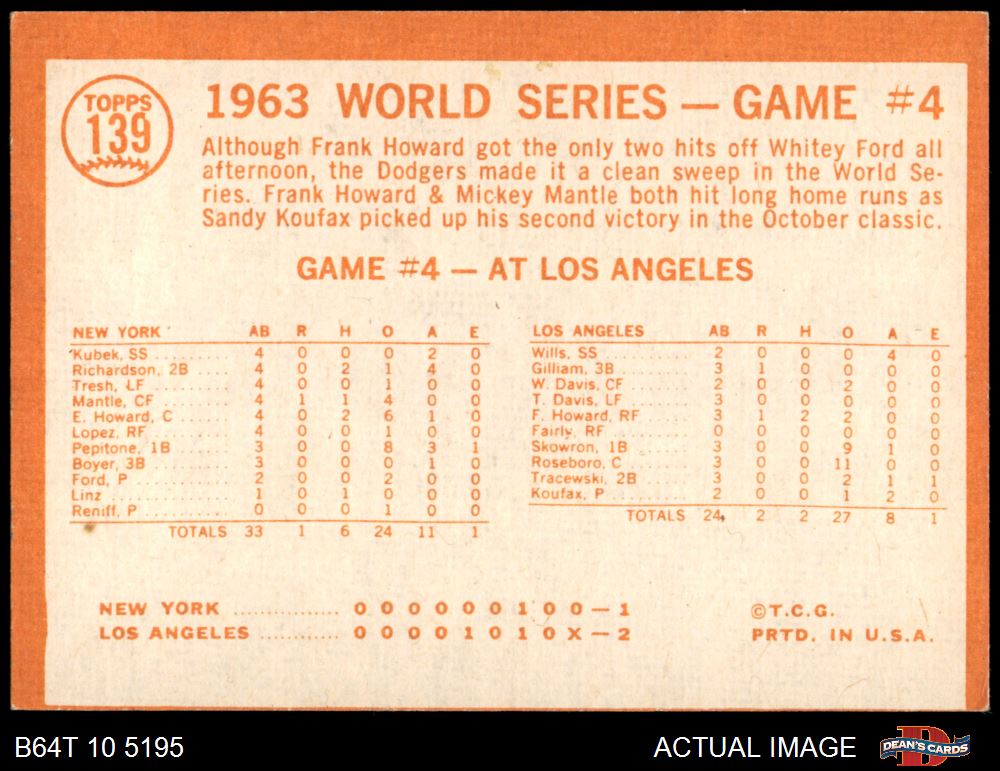 TOPPS
139
1963 WORLD SERIES — GAME #4
Although Frank Howard got the only two hits off Whitey Ford all
afternoon, the Dodgers made it a clean sweep in the World Se-
ries. Frank Howard & Mickey Mantle both hit long home runs as
Sandy Koufax picked up his second victory in the October classic.
GAME #4 — AT LOS ANGELES
NEW YORK AB R H O A E
Kubek, SS ......... 4 0 0 0 2 0
Richardson, 2B .... 4 0 2 1 4 0
Tresh, LF ......... 4 0 0 1 0 0
Mantle, CF ........ 4 1 1 4 0 0
E. Howard, C ...... 4 0 2 6 1 0
Lopez, RF ......... 4 0 0 1 0 0
Pepitone, 1B ...... 3 0 0 8 3 1
Boyer, 3B ......... 3 0 0 0 1 0
Ford, P ........... 2 0 0 2 0 0
Linz .............. 1 0 1 0 0 0
Reniff, P ......... 0 0 0 1 0 0
TOTALS 33 1 6 24 11 1
LOS ANGELES AB R H O A E
Wills, SS ......... 2 0 0 0 4 0
Gilliam, 3B ....... 3 1 0 0 0 0
W. Davis, CF ...... 2 0 0 2 0 0
T. Davis, LF ...... 3 0 0 0 0 0
F. Howard, RF ..... 3 1 2 2 0 0
Fairly, RF ........ 0 0 0 0 0 0
Skowron, 1B ....... 3 0 0 9 1 0
Roseboro, C ....... 3 0 0 11 0 0
Tracewski, 2B ..... 3 0 0 2 1 1
Koufax, P ......... 2 0 0 1 2 0
TOTALS 24 2 2 27 8 1
NEW YORK ............... 0 0 0 0 0 0 1 0 0 — 1
LOS ANGELES ........... 0 0 0 0 1 0 1 0 X — 2
©T.C.G.
PRTD. IN U.S.A.
B64T 10 5195
ACTUAL IMAGE
DEAN'S CARDS